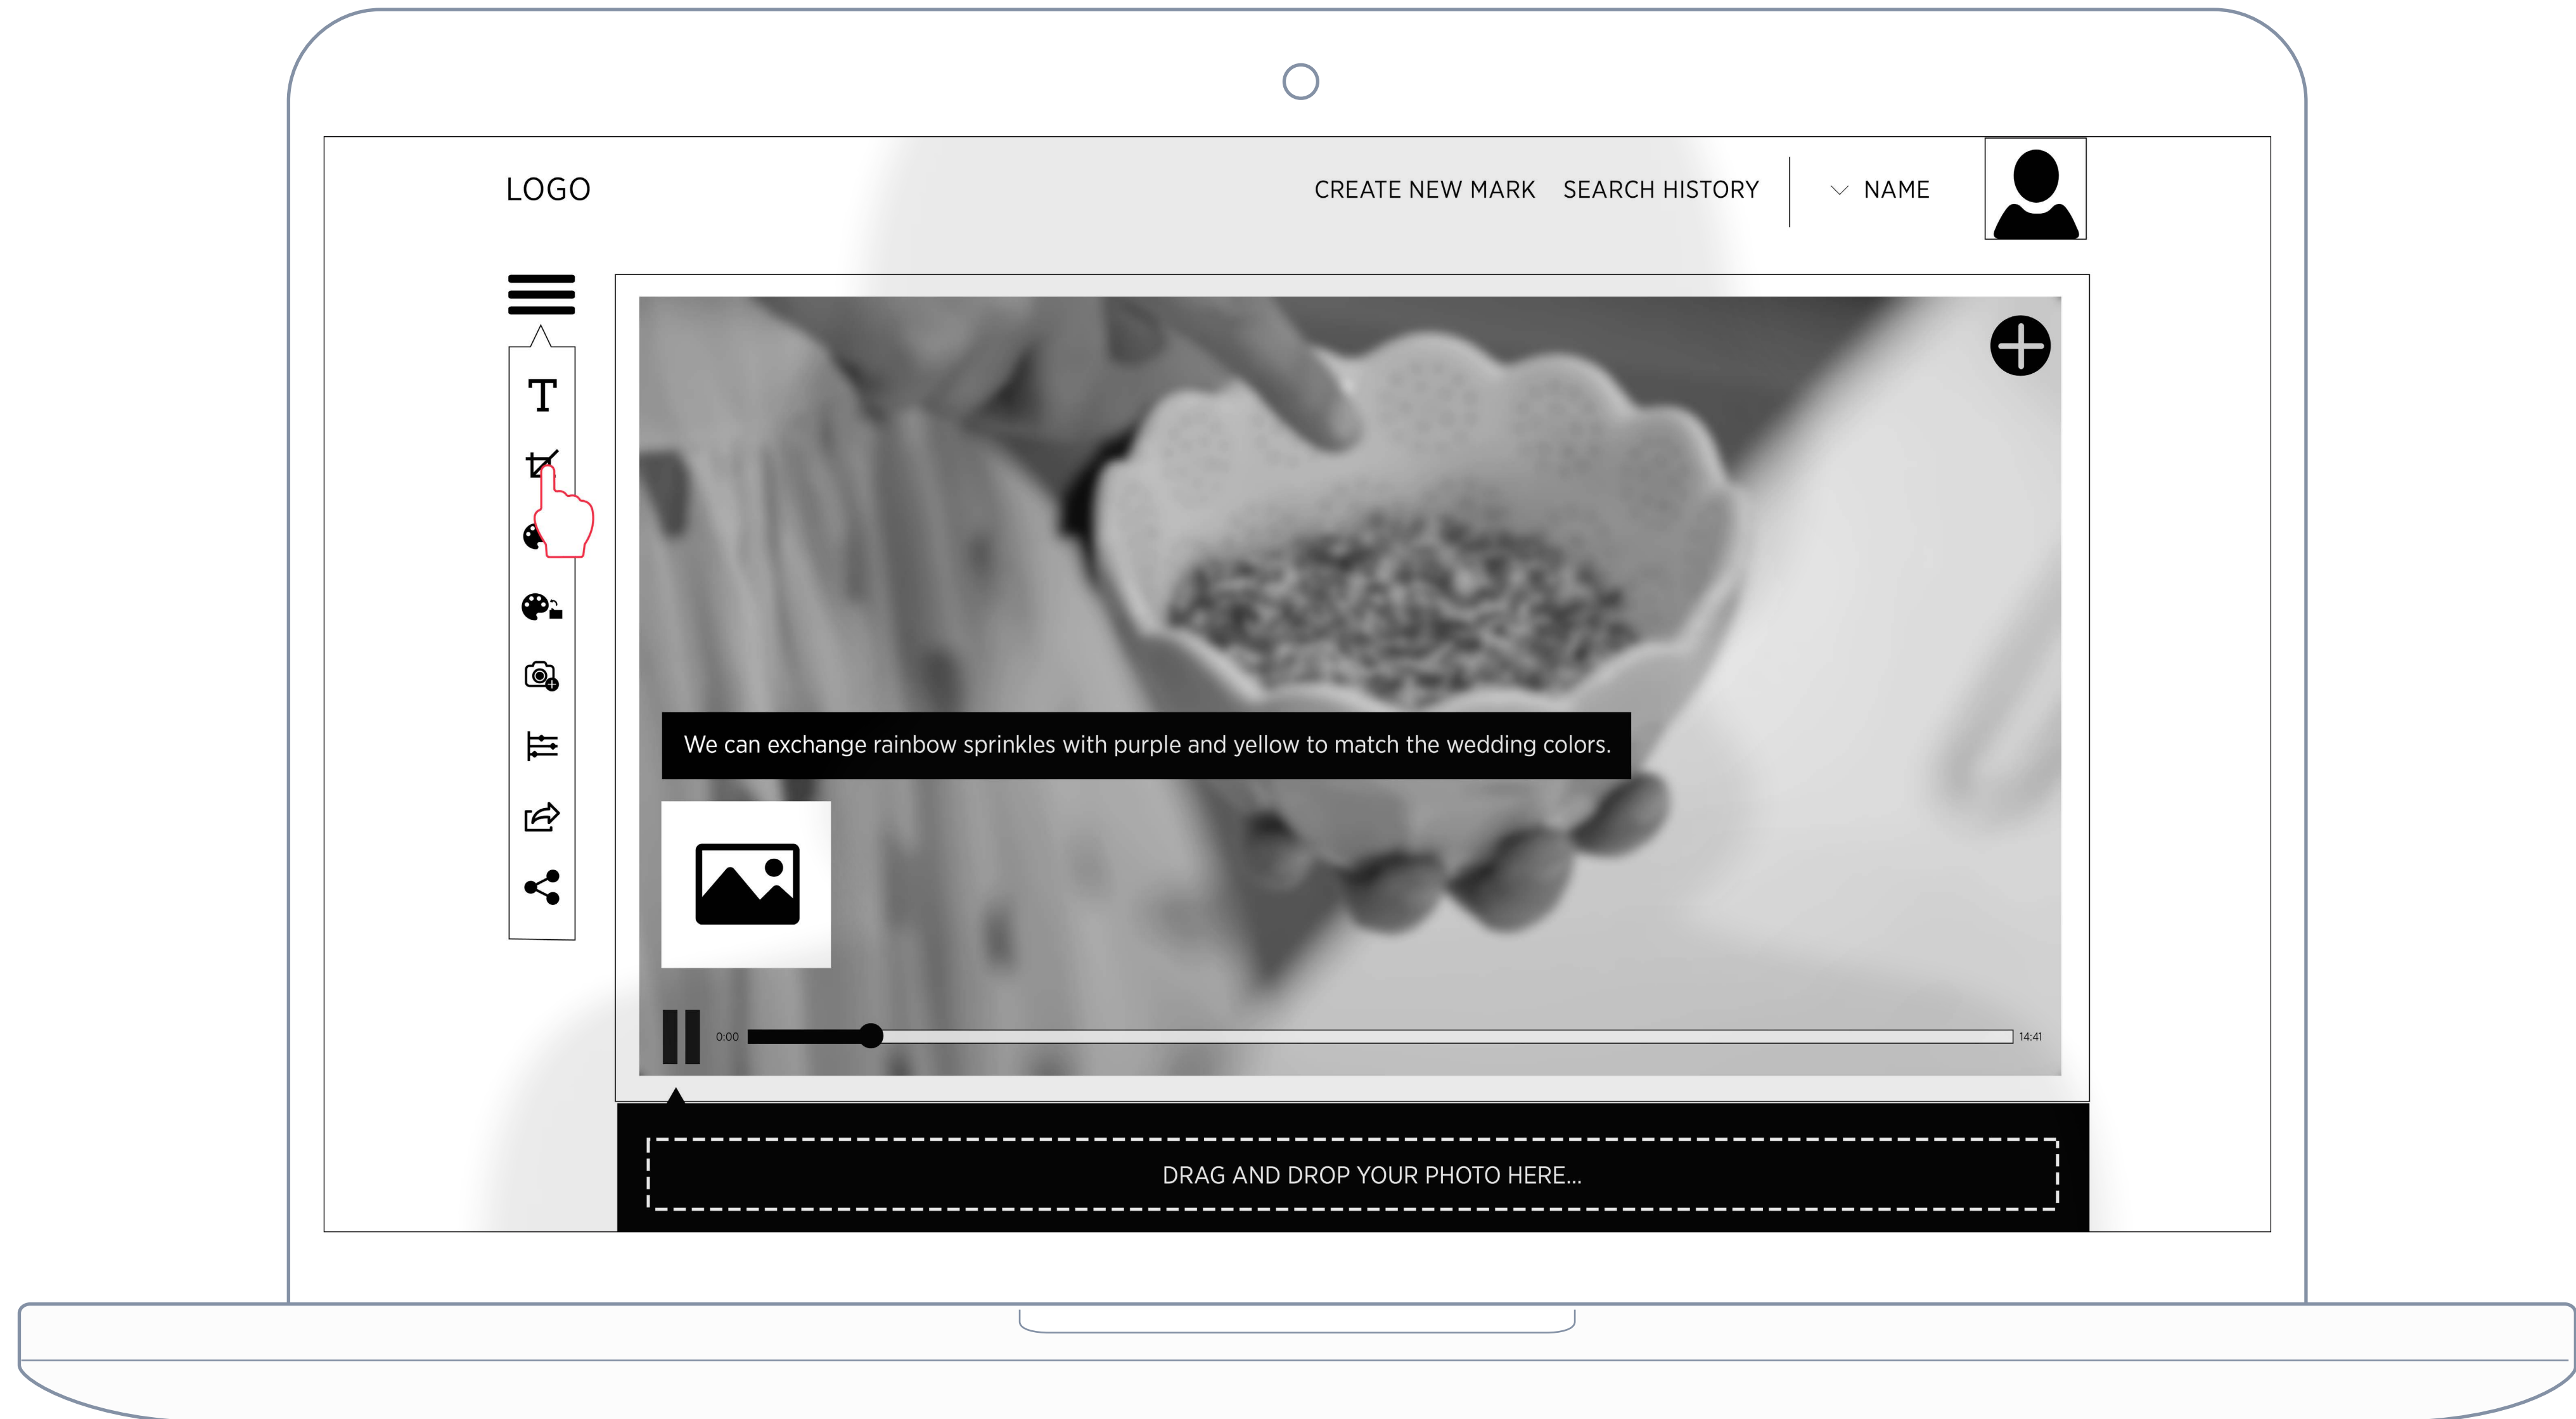 LOGO
CREATE NEW MARK SEARCH HISTORY NAME
T
We can exchange rainbow sprinkles with purple and yellow to match the wedding colors.
0:00 14:41
DRAG AND DROP YOUR PHOTO HERE...